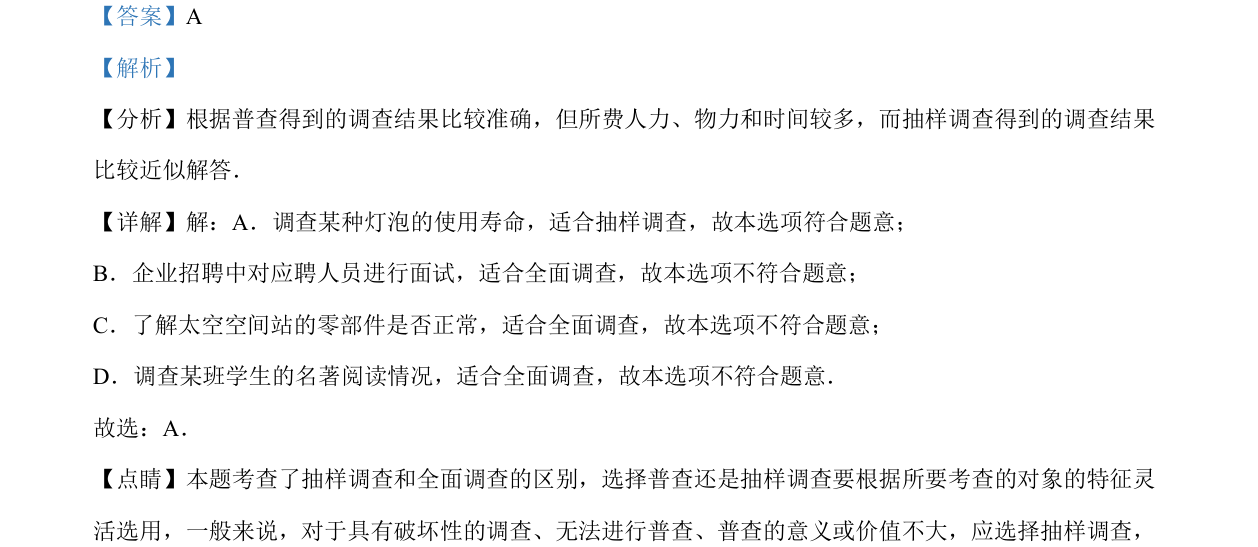 【答案】A
【解析】
【分析】根据普查得到的调查结果比较准确，但所费人力、物力和时间较多，而抽样调查得到的调查结果
比较近似解答．
【详解】解：A．调查某种灯泡的使用寿命，适合抽样调查，故本选项符合题意；
B．企业招聘中对应聘人员进行面试，适合全面调查，故本选项不符合题意；
C．了解太空空间站的零部件是否正常，适合全面调查，故本选项不符合题意；
D．调查某班学生的名著阅读情况，适合全面调查，故本选项不符合题意．
故选：A．
【点睛】本题考查了抽样调查和全面调查的区别，选择普查还是抽样调查要根据所要考查的对象的特征灵
活选用，一般来说，对于具有破坏性的调查、无法进行普查、普查的意义或价值不大，应选择抽样调查，